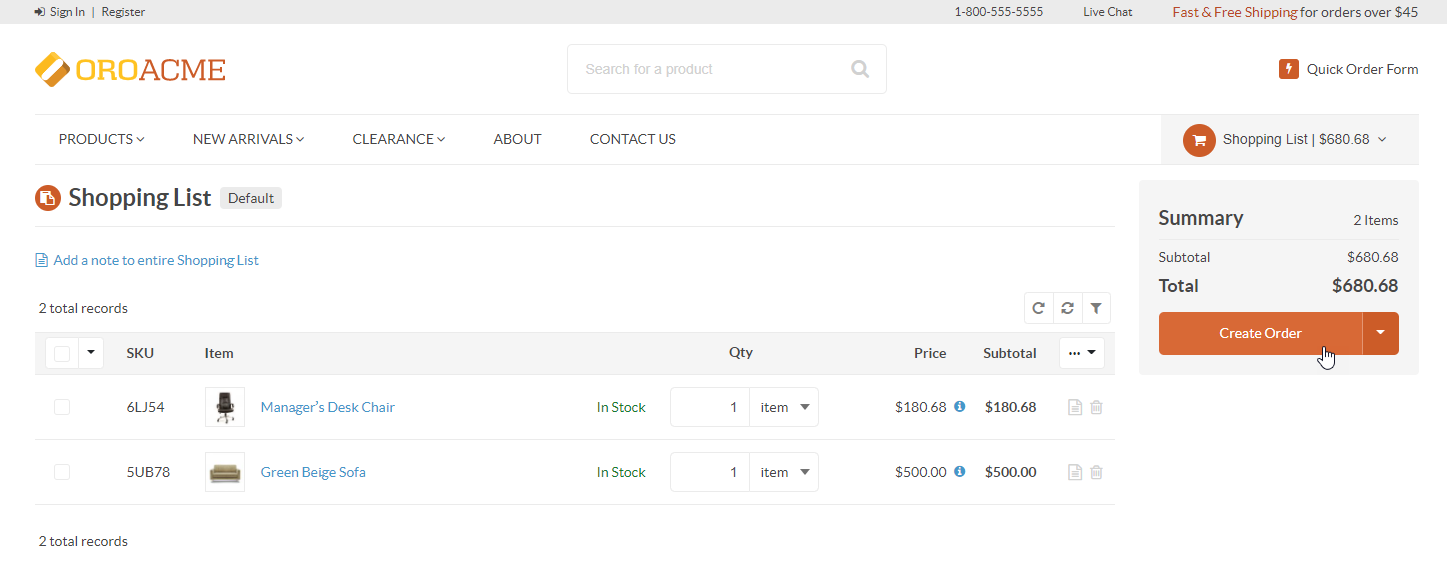 Sign In | Register
1-800-555-5555
Live Chat
Fast & Free Shipping for orders over $45
OROACME
Search for a product
Quick Order Form
PRODUCTS
NEW ARRIVALS
CLEARANCE
ABOUT
CONTACT US
Shopping List | $680.68
Shopping List Default
Add a note to entire Shopping List
2 total records
SKU Item Qty Price Subtotal ...
6LJ54 Manager’s Desk Chair In Stock 1 item $180.68 $180.68
5UB78 Green Beige Sofa In Stock 1 item $500.00 $500.00
2 total records
Summary 2 Items
Subtotal $680.68
Total $680.68
Create Order